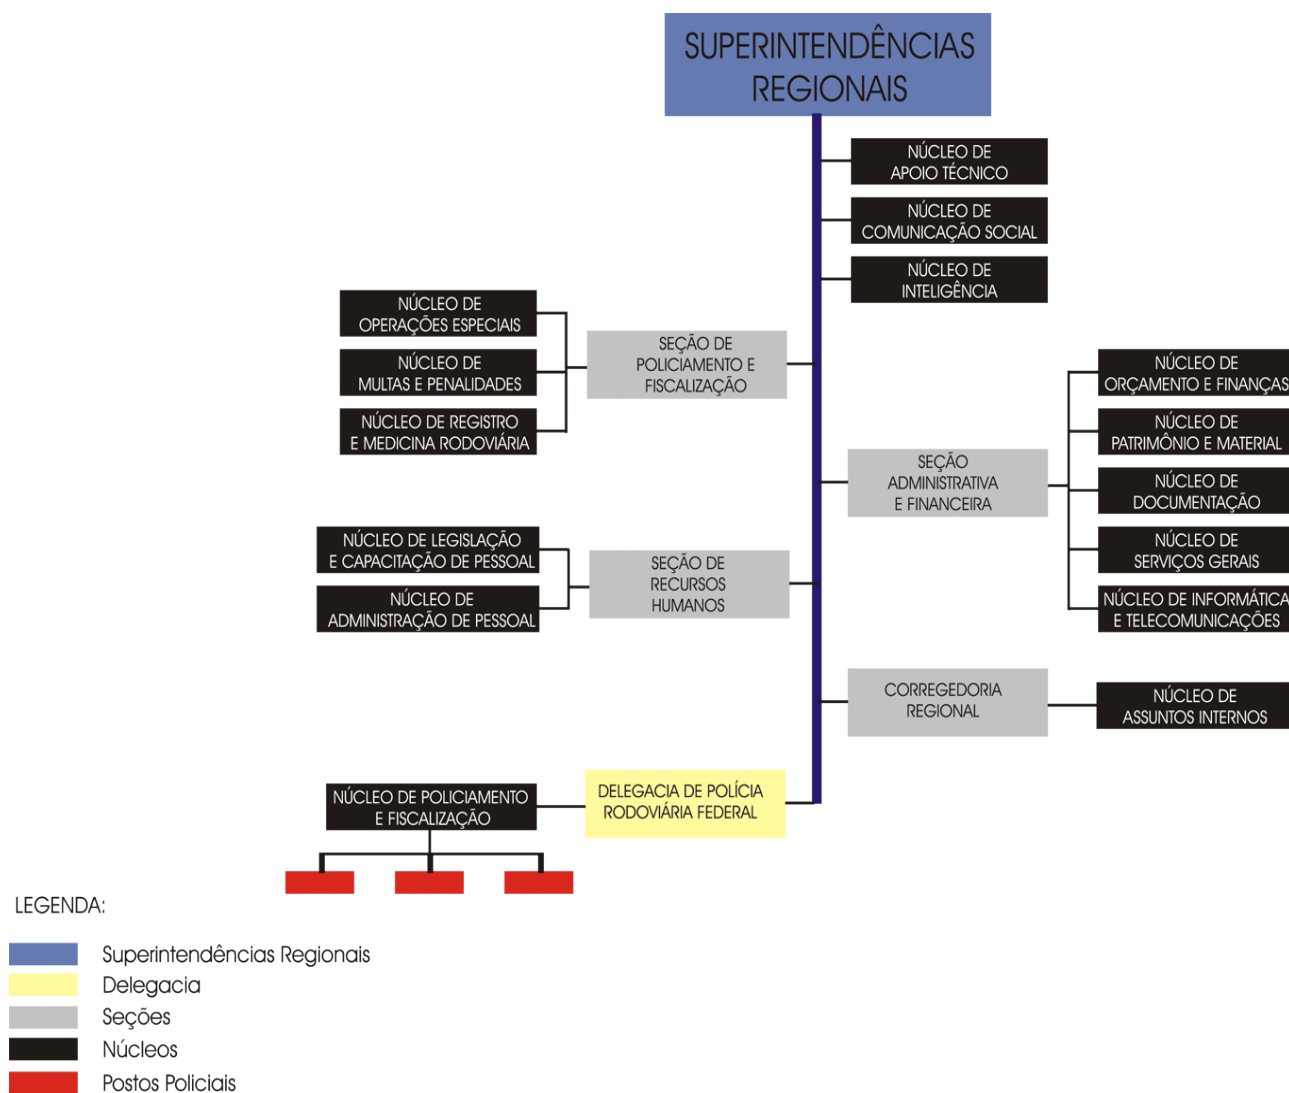 SUPERINTENDÊNCIAS
REGIONAIS
NÚCLEO DE
APOIO TÉCNICO
NÚCLEO DE
COMUNICAÇÃO SOCIAL
NÚCLEO DE
INTELIGÊNCIA
NÚCLEO DE
OPERAÇÕES ESPECIAIS
NÚCLEO DE
MULTAS E PENALIDADES
NÚCLEO DE REGISTRO
E MEDICINA RODOVIÁRIA
SEÇÃO DE
POLICIAMENTO E
FISCALIZAÇÃO
NÚCLEO DE
ORÇAMENTO E FINANÇAS
NÚCLEO DE
PATRIMÔNIO E MATERIAL
NÚCLEO DE
DOCUMENTAÇÃO
NÚCLEO DE
SERVIÇOS GERAIS
NÚCLEO DE INFORMÁTICA
E TELECOMUNICAÇÕES
SEÇÃO
ADMINISTRATIVA
E FINANCEIRA
NÚCLEO DE LEGISLAÇÃO
E CAPACITAÇÃO DE PESSOAL
NÚCLEO DE
ADMINISTRAÇÃO DE PESSOAL
SEÇÃO DE
RECURSOS
HUMANOS
CORREGEDORIA
REGIONAL
NÚCLEO DE
ASSUNTOS INTERNOS
NÚCLEO DE POLICIAMENTO
E FISCALIZAÇÃO
DELEGACIA DE POLÍCIA
RODOVIÁRIA FEDERAL
LEGENDA:
Superintendências Regionais
Delegacia
Seções
Núcleos
Postos Policiais